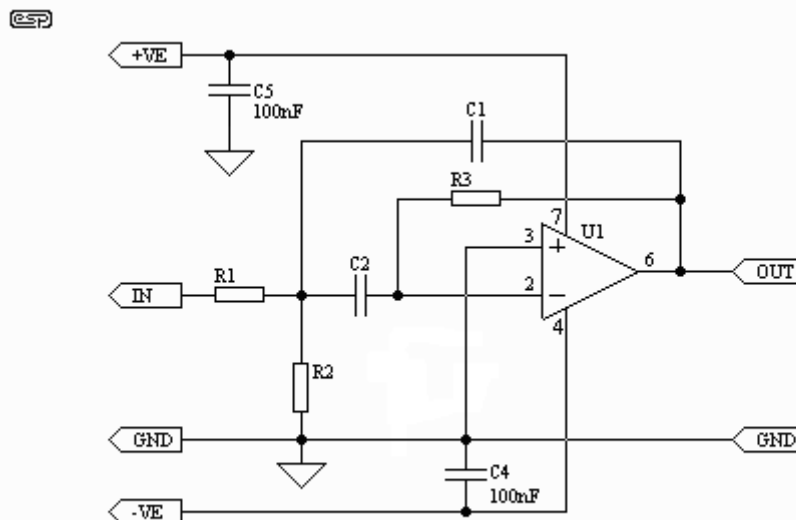 esp
+VE
C5
100nF
C1
R3
7
U1
3
+
6
OUT
C2
2
−
R1
IN
4
R2
GND
GND
C4
100nF
-VE